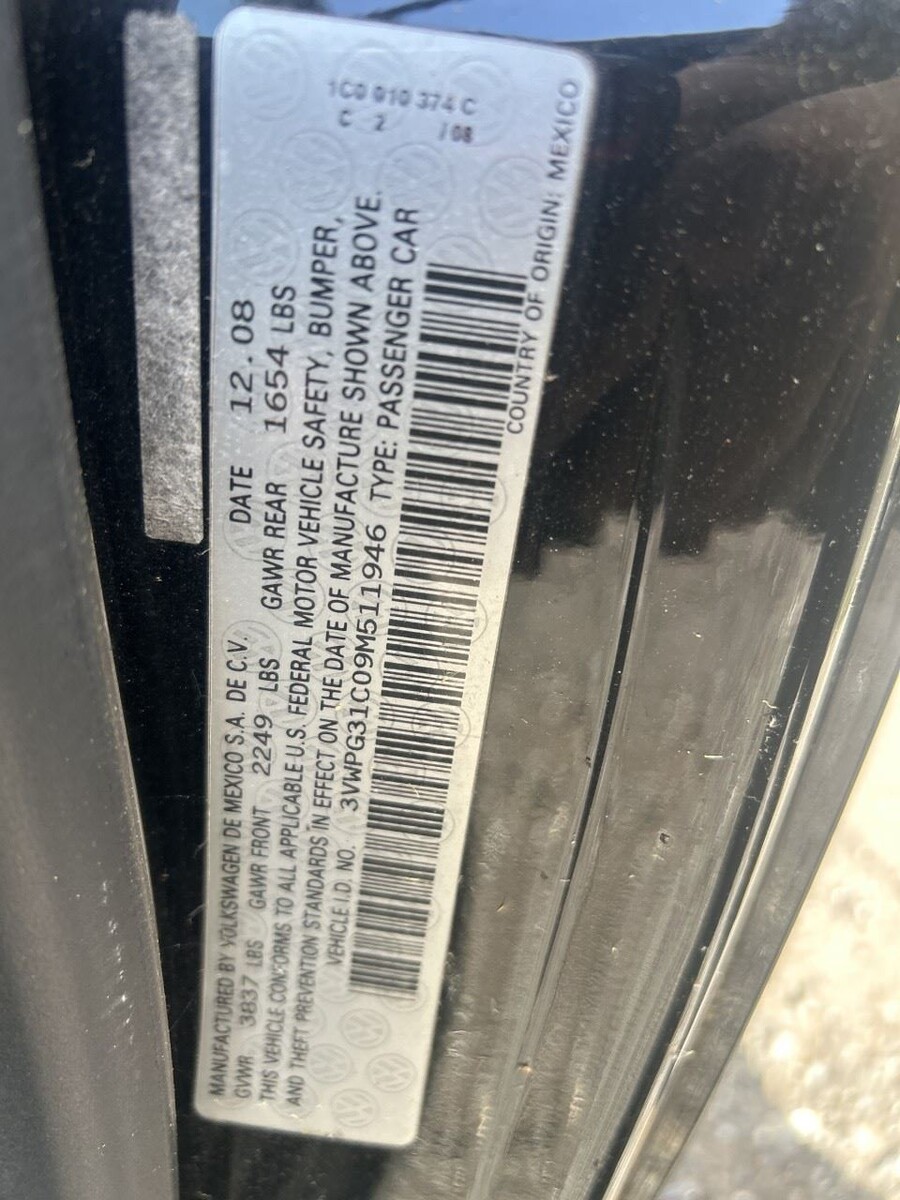 1C0 010 374 C
C 2 /08
MANUFACTURED BY VOLKSWAGEN DE MEXICO S.A. DE C.V. DATE 12.08
GVWR 3837 LBS GAWR FRONT 2249 LBS GAWR REAR 1654 LBS
THIS VEHICLE CONFORMS TO ALL APPLICABLE U.S. FEDERAL MOTOR VEHICLE SAFETY, BUMPER,
AND THEFT PREVENTION STANDARDS IN EFFECT ON THE DATE OF MANUFACTURE SHOWN ABOVE.
VEHICLE I.D. NO. 3VWPG31C09M511946 TYPE: PASSENGER CAR
COUNTRY OF ORIGIN: MEXICO